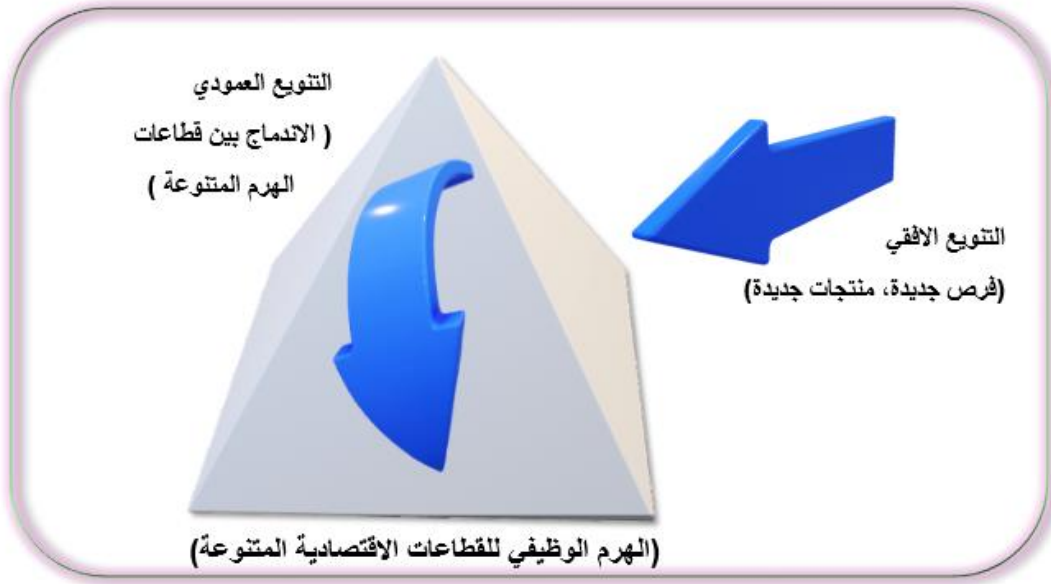 التنويع العمودي
( الاندماج بين قطاعات
الهرم المتنوعة )
التنويع الافقي
(فرص جديدة، منتجات جديدة)
(الهرم الوظيفي للقطاعات الاقتصادية المتنوعة)